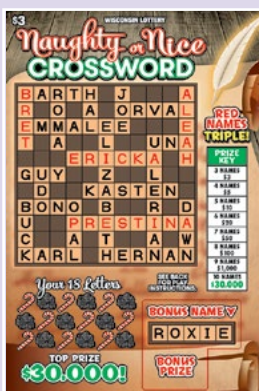 $3
WISCONSIN LOTTERY
Naughty or Nice
CROSSWORD
BARTH J A
R O A ORVAL
EMMALEE E
T A L UNA
ERICKA H
GUY Z L
D KASTEN
BONO B R D
U PRESTINA
C A T A W
KARL HERNAN
RED
NAMES
TRIPLE!
PRIZE
KEY
3 NAMES
$3
4 NAMES
$5
5 NAMES
$10
6 NAMES
$20
7 NAMES
$50
8 NAMES
$100
9 NAMES
$1,000
10 NAMES
$30,000
Your 18 Letters
SEE BACK
FOR PLAY
INSTRUCTIONS
BONUS NAME
ROXIE
TOP PRIZE
$30,000!
BONUS
PRIZE